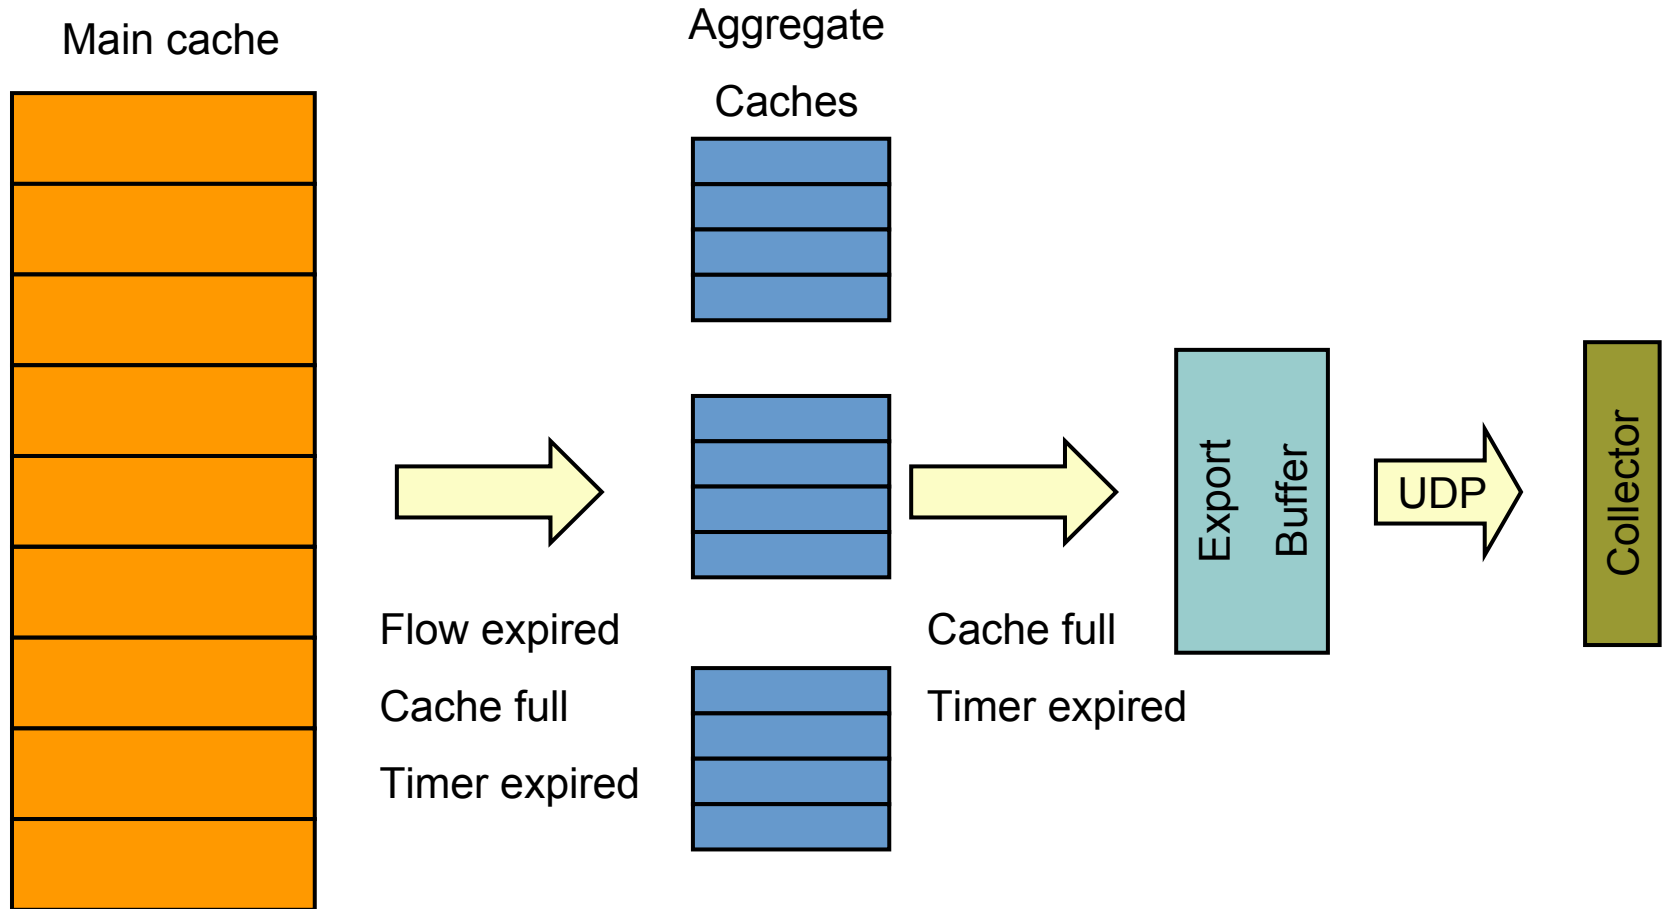 Main cache
Aggregate
Caches
Flow expired
Cache full
Timer expired
Cache full
Timer expired
Export
Buffer
UDP
Collector